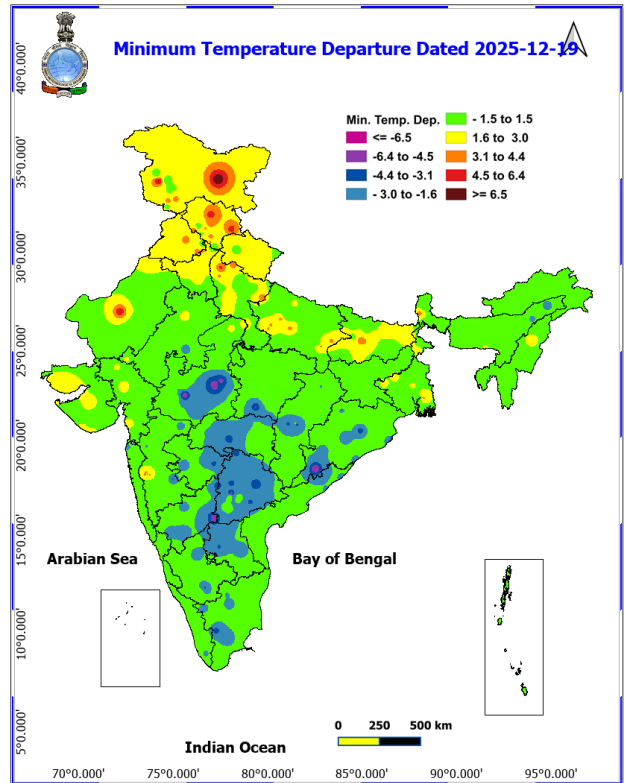 Minimum Temperature Departure Dated 2025-12-19
Min. Temp. Dep.
<= -6.5
-6.4 to -4.5
-4.4 to -3.1
- 3.0 to -1.6
- 1.5 to 1.5
1.6 to 3.0
3.1 to 4.4
4.5 to 6.4
>= 6.5
40°0.000'
35°0.000'
30°0.000'
25°0.000'
20°0.000'
15°0.000'
10°0.000'
5°0.000'
Arabian Sea
Bay of Bengal
Indian Ocean
0 250 500 km
70°0.000' 75°0.000' 80°0.000' 85°0.000' 90°0.000' 95°0.000'